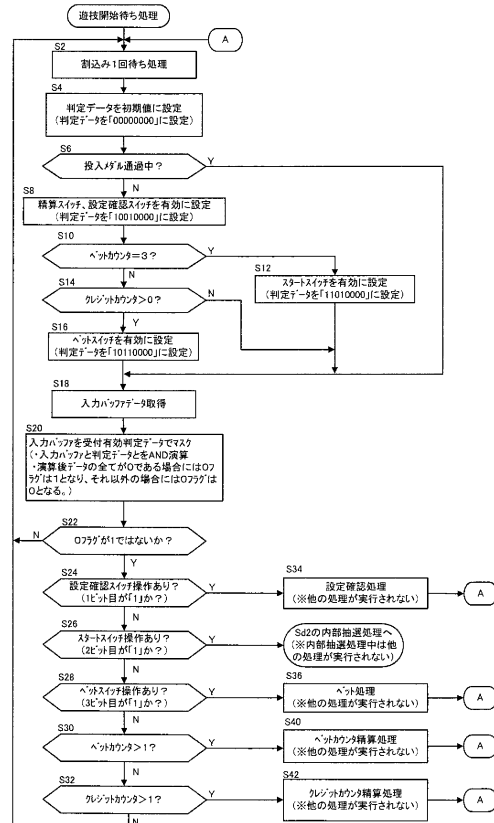 遊技開始待ち処理
A
S2
割込み1回待ち処理
S4
判定データを初期値に設定
(判定ﾃﾞｰﾀを「00000000」に設定)
S6
投入ﾒﾀﾞﾙ通過中？
Y
N
S8
精算スイッチ、設定確認スイッチを有効に設定
(判定ﾃﾞｰﾀを「10010000」に設定)
S10
ﾍﾞｯﾄｶｳﾝﾀ=3？
Y
N
S12
ｽﾀｰﾄｽｲｯﾁを有効に設定
(判定ﾃﾞｰﾀを「11010000」に設定)
S14
ｸﾚｼﾞｯﾄｶｳﾝﾀ>0？
N
Y
S16
ﾍﾞｯﾄｽｲｯﾁを有効に設定
(判定ﾃﾞｰﾀを「10110000」に設定)
S18
入力ﾊﾞｯﾌｧﾃﾞｰﾀ取得
S20
入力ﾊﾞｯﾌｧを受付有効判定ﾃﾞｰﾀでマスク
(・入力ﾊﾞｯﾌｧと判定ﾃﾞｰﾀとをAND演算
・演算後ﾃﾞｰﾀの全てが0である場合には0フ
ﾗｸﾞは1となり、それ以外の場合には0ﾌﾗｸﾞは
0となる。)
S22
N
0ﾌﾗｸﾞが1ではないか？
Y
S24
設定確認ｽｲｯﾁ操作あり？
(1ﾋﾞｯﾄ目が「1」か？)
Y
N
S34
設定確認処理
(※他の処理が実行されない)
A
S26
ｽﾀｰﾄｽｲｯﾁ操作あり？
(2ﾋﾞｯﾄ目が「1」か？)
Y
N
Sd2の内部抽選処理へ
(※内部抽選処理中は他
の処理が実行されない)
S28
ﾍﾞｯﾄｽｲｯﾁ操作あり？
(3ﾋﾞｯﾄ目が「1」か？)
Y
N
S36
ﾍﾞｯﾄ処理
(※他の処理が実行されない)
A
S30
ﾍﾞｯﾄｶｳﾝﾀ>1？
Y
N
S40
ﾍﾞｯﾄｶｳﾝﾀ精算処理
(※他の処理が実行されない)
A
S32
ｸﾚｼﾞｯﾄｶｳﾝﾀ>1？
Y
N
S42
ｸﾚｼﾞｯﾄｶｳﾝﾀ精算処理
(※他の処理が実行されない)
A